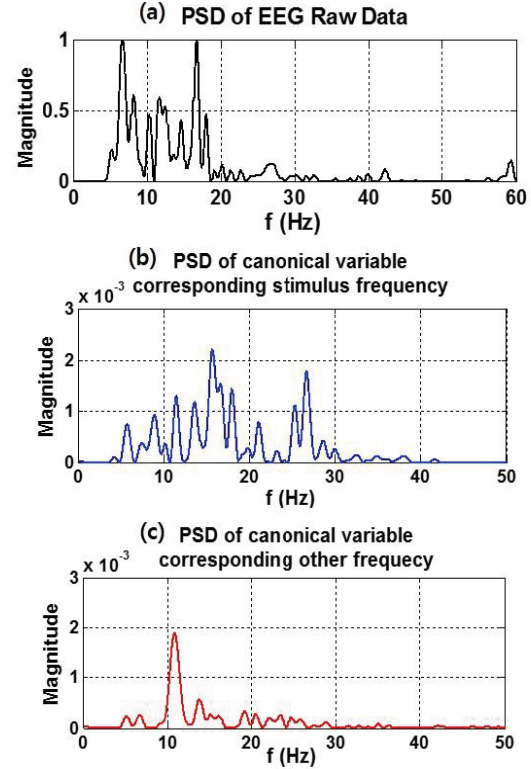 (a) PSD of EEG Raw Data
1
0.5
0
Magnitude
0 10 20 30 40 50 60
f (Hz)
(b) PSD of canonical variable
corresponding stimulus frequency
x 10^-3
3
2
1
0
Magnitude
0 10 20 30 40 50
f (Hz)
(c) PSD of canonical variable
corresponding other frequecy
x 10^-3
3
2
1
0
Magnitude
0 10 20 30 40 50
f (Hz)